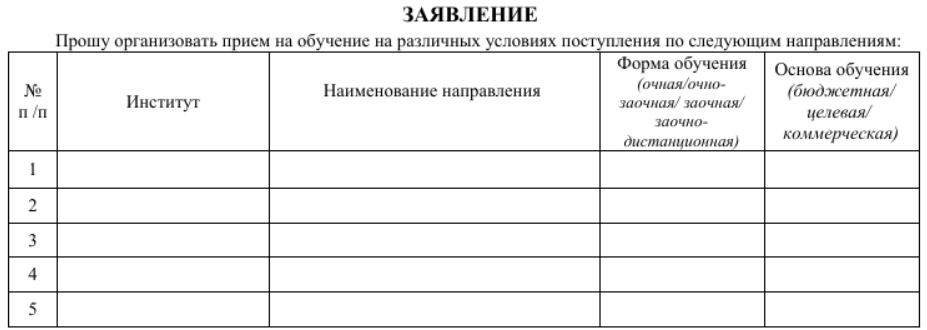 ЗАЯВЛЕНИЕ
Прошу организовать прием на обучение на различных условиях поступления по следующим направлениям:
№
п /п
Институт
Наименование направления
Форма обучения
(очная/очно-
заочная/ заочная/
заочно-
дистанционная)
Основа обучения
(бюджетная/
целевая/
коммерческая)
1
2
3
4
5